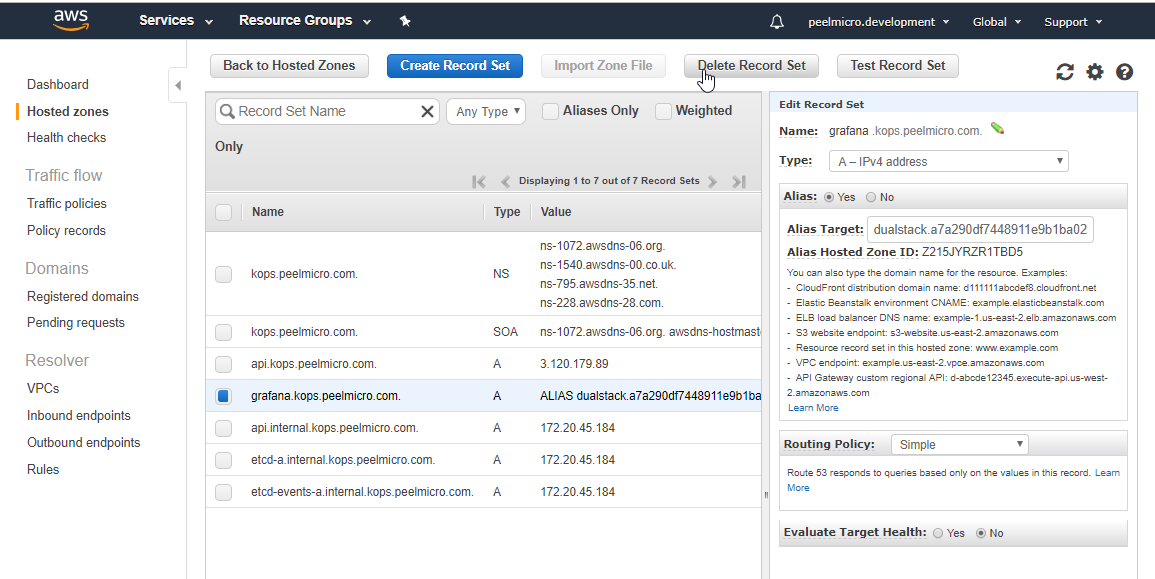 aws
Services
Resource Groups
peelmicro.development
Global
Support
Dashboard
Hosted zones
Health checks
Traffic flow
Traffic policies
Policy records
Domains
Registered domains
Pending requests
Resolver
VPCs
Inbound endpoints
Outbound endpoints
Rules
Back to Hosted Zones
Create Record Set
Import Zone File
Delete Record Set
Test Record Set
Record Set Name
Any Type
Aliases Only
Weighted
Only
Displaying 1 to 7 out of 7 Record Sets
Name Type Value
kops.peelmicro.com. NS
ns-1072.awsdns-06.org.
ns-1540.awsdns-00.co.uk.
ns-795.awsdns-35.net.
ns-228.awsdns-28.com.
kops.peelmicro.com. SOA ns-1072.awsdns-06.org. awsdns-hostmast
api.kops.peelmicro.com. A 3.120.179.89
grafana.kops.peelmicro.com. A ALIAS dualstack.a7a290df7448911e9b1ba
api.internal.kops.peelmicro.com. A 172.20.45.184
etcd-a.internal.kops.peelmicro.com. A 172.20.45.184
etcd-events-a.internal.kops.peelmicro.com. A 172.20.45.184
Edit Record Set
Name: grafana .kops.peelmicro.com.
Type: A – IPv4 address
Alias: Yes No
Alias Target: dualstack.a7a290df7448911e9b1ba02
Alias Hosted Zone ID: Z215JYRZR1TBD5
You can also type the domain name for the resource. Examples:
- CloudFront distribution domain name: d111111abcdef8.cloudfront.net
- Elastic Beanstalk environment CNAME: example.elasticbeanstalk.com
- ELB load balancer DNS name: example-1.us-east-2.elb.amazonaws.com
- S3 website endpoint: s3-website.us-east-2.amazonaws.com
- Resource record set in this hosted zone: www.example.com
- VPC endpoint: example.us-east-2.vpce.amazonaws.com
- API Gateway custom regional API: d-abcde12345.execute-api.us-west-
2.amazonaws.com
Learn More
Routing Policy: Simple
Route 53 responds to queries based only on the values in this record. Learn
More
Evaluate Target Health: Yes No